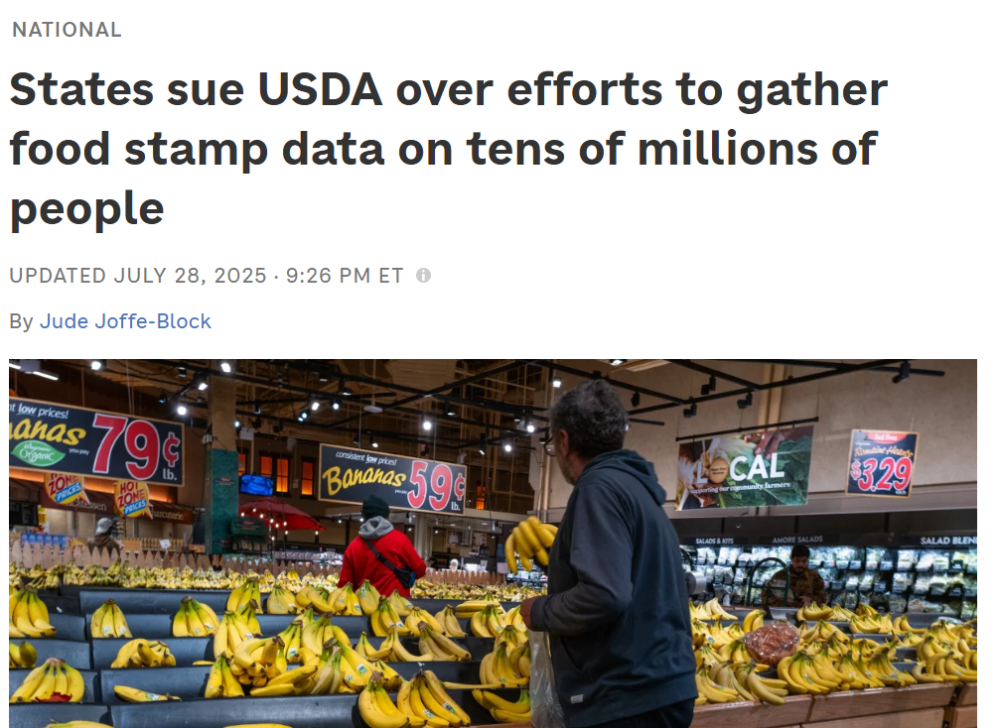 NATIONAL
States sue USDA over efforts to gather
food stamp data on tens of millions of
people
UPDATED JULY 28, 2025 · 9:26 PM ET
By Jude Joffe-Block
low prices!
anas
Organic
you pay
79¢
lb.
HOT
ZONE
PRICES
HOT
ZONE
PRICES
consistent low prices!
Bananas
59¢
lb.
LOCAL
supporting our community farmers
Romaine Hearts
$3.29
SALADS & KITS
AMORE SALADS
SALAD BLEN